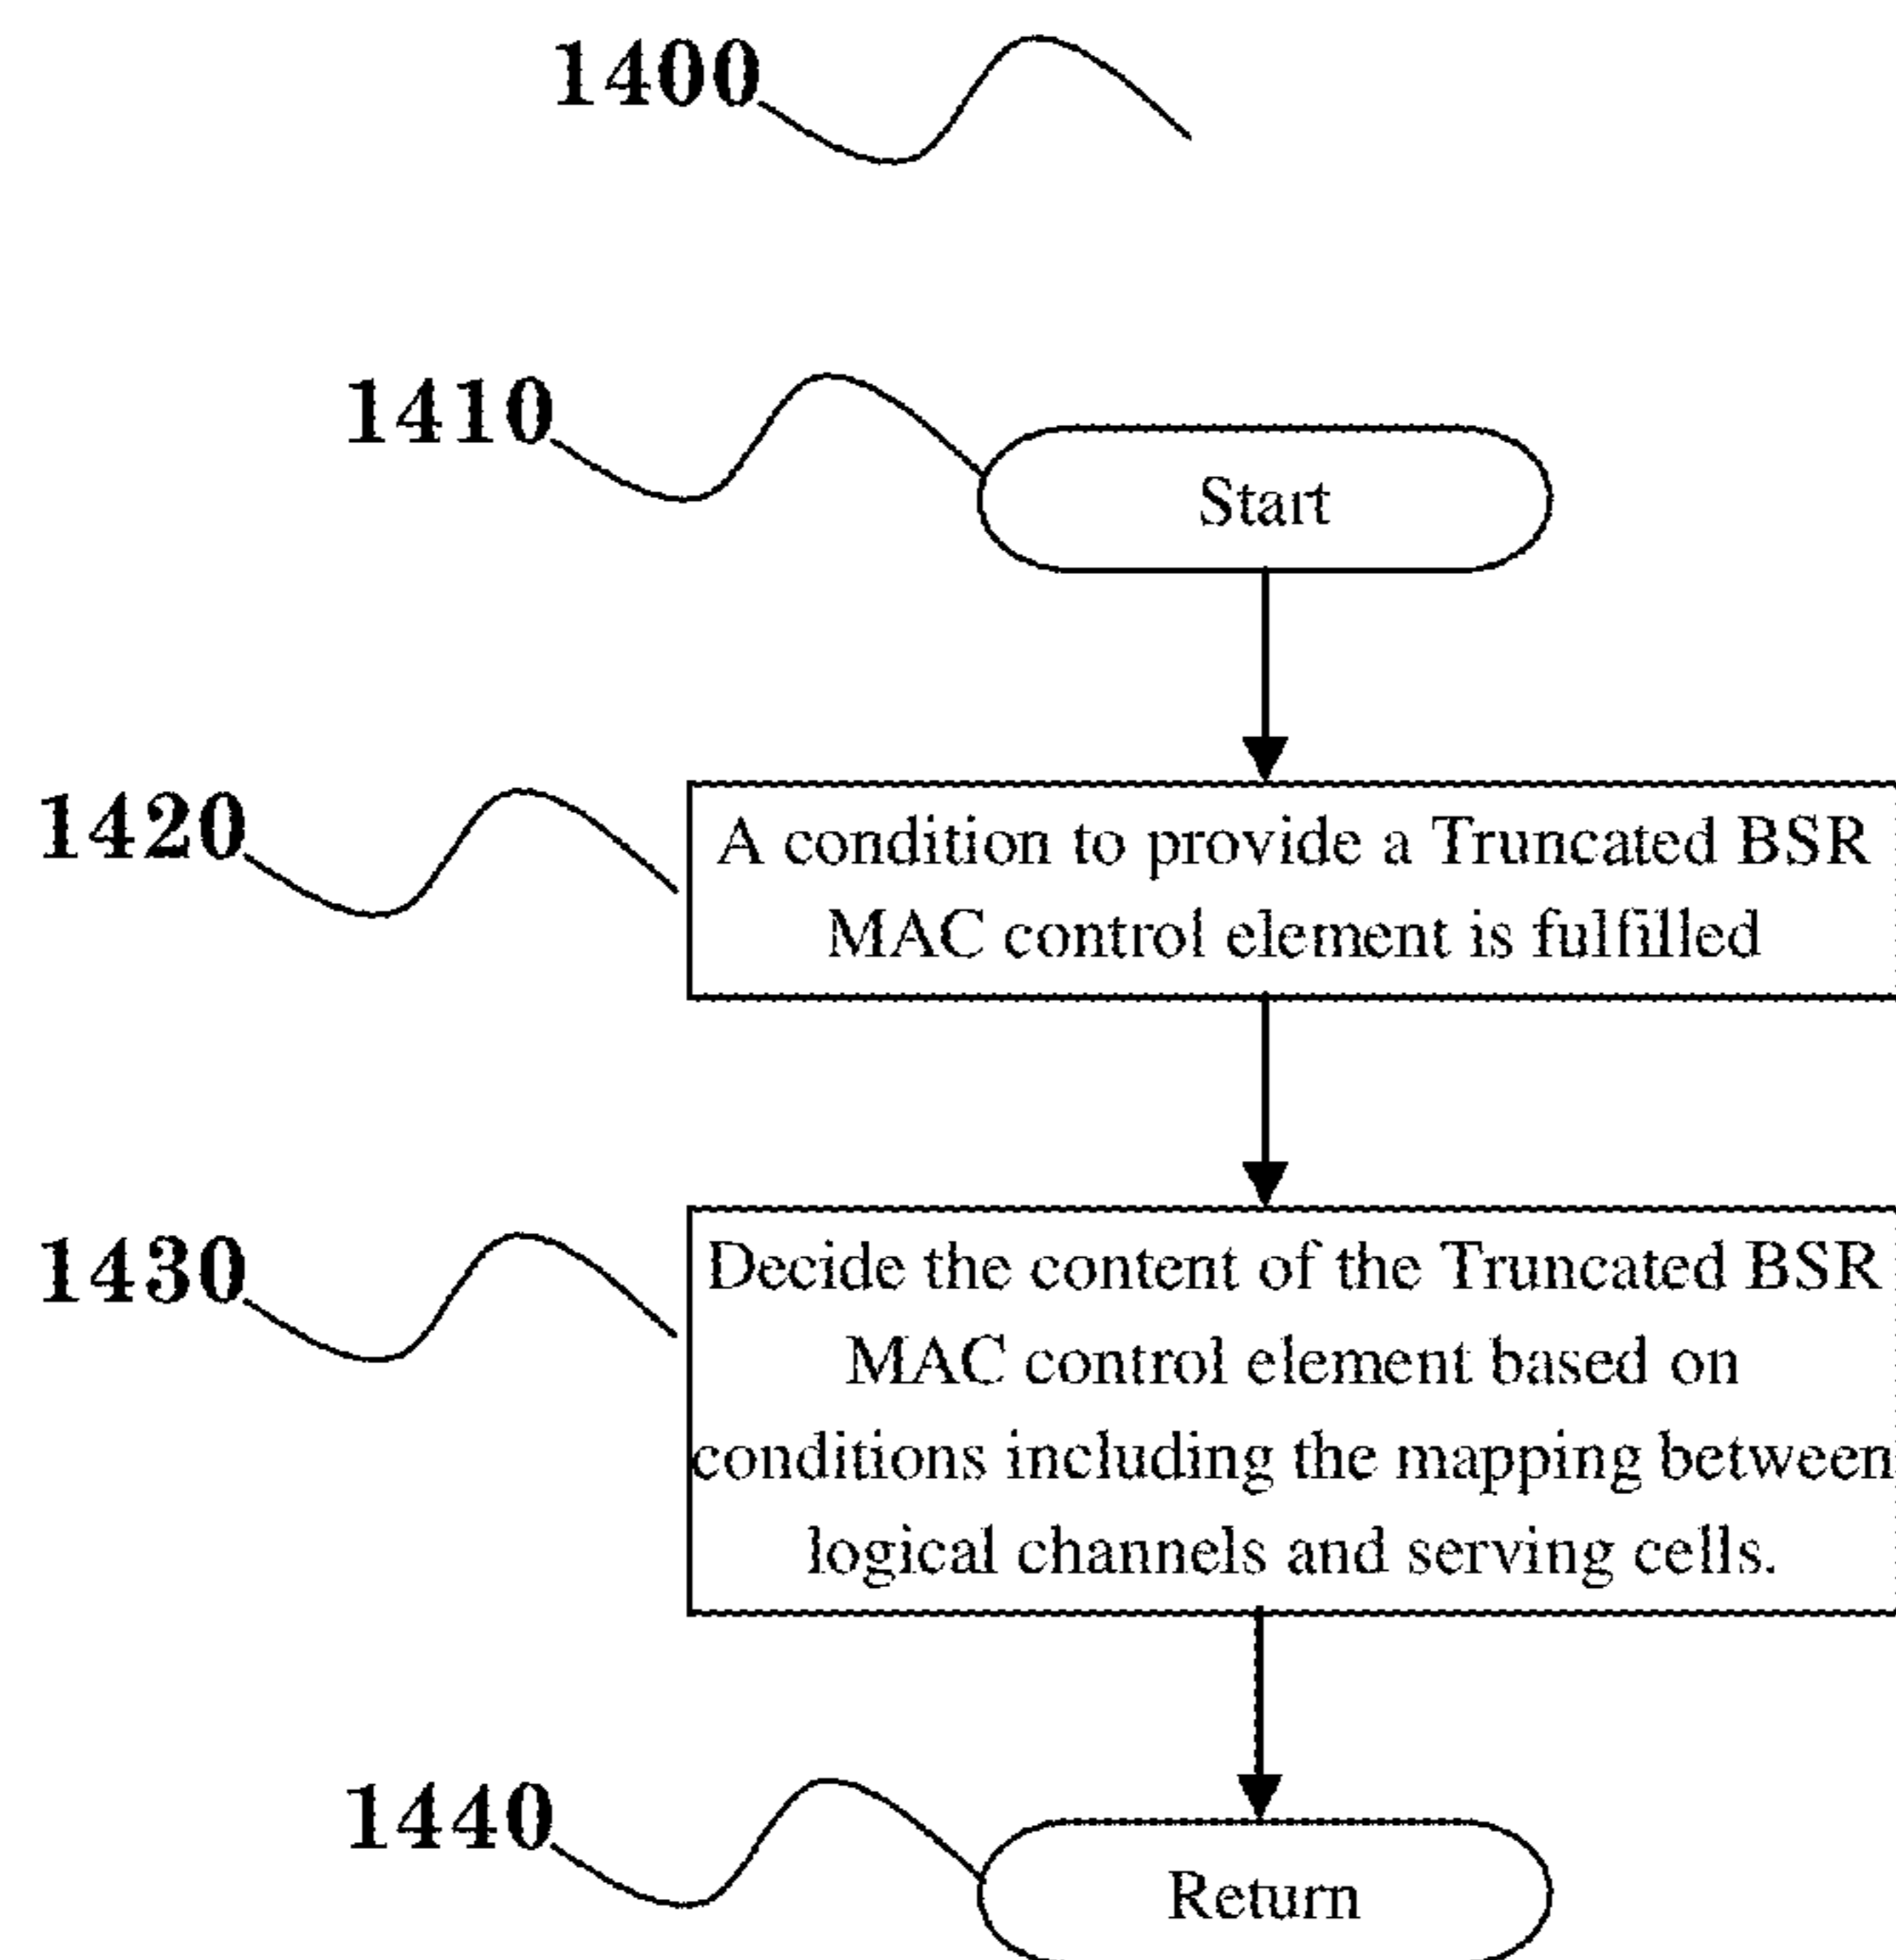 1400
1410
Start
1420
A condition to provide a Truncated BSR
MAC control element is fulfilled
1430
Decide the content of the Truncated BSR
MAC control element based on
conditions including the mapping between
logical channels and serving cells.
1440
Return